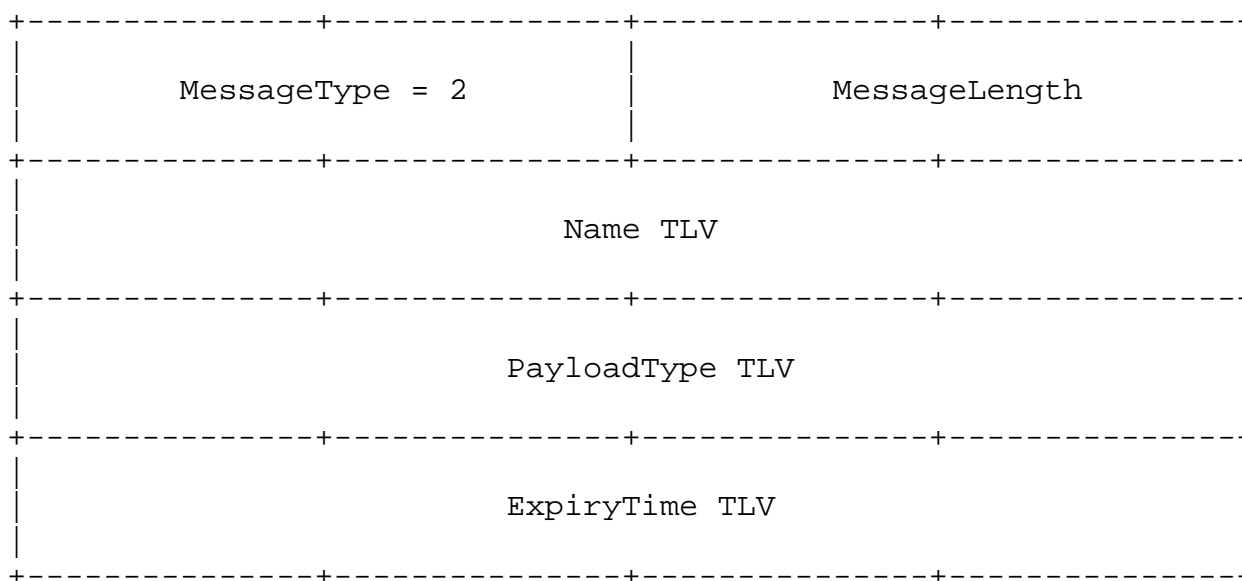 MessageType = 2 MessageLength
Name TLV
PayloadType TLV
ExpiryTime TLV